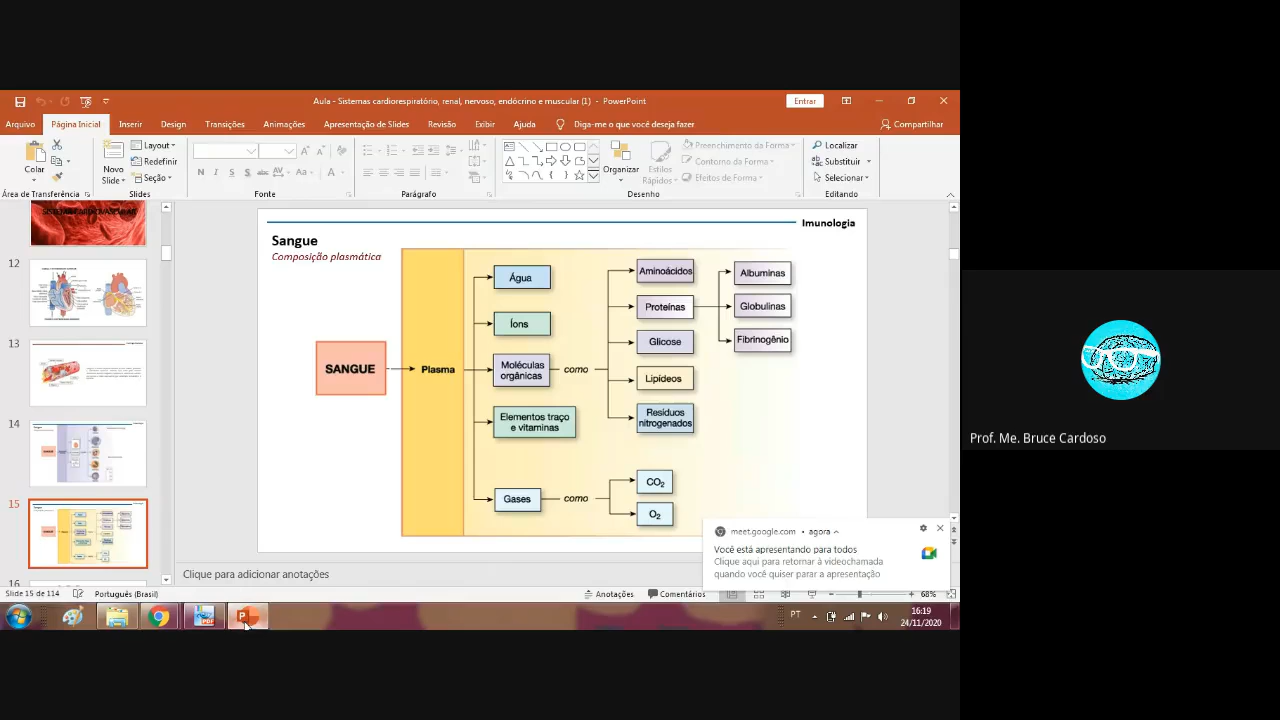 Aula - Sistemas cardiorespiratório, renal, nervoso, endócrino e muscular (1) - PowerPoint
Entrar
Arquivo Página Inicial Inserir Design Transições Animações Apresentação de Slides Revisão Exibir Ajuda Diga-me o que você deseja fazer Compartilhar
Colar
Novo Slide
Layout
Redefinir
Seção
N I S S abc AV Aa A
Organizar
Estilos Rápidos
Preenchimento da Forma
Contorno da Forma
Efeitos de Forma
Localizar
Substituir
Selecionar
Área de Transferência Slides Fonte Parágrafo Desenho Editando
12
13
14
15
16
Imunologia
Sangue
Composição plasmática
SANGUE
Plasma
Água
Íons
Moléculas
orgânicas
como
Elementos traço
e vitaminas
Gases
como
Aminoácidos
Proteínas
Glicose
Lipídeos
Resíduos
nitrogenados
Albuminas
Globulinas
Fibrinogênio
CO₂
O₂
meet.google.com • agora
Você está apresentando para todos
Clique aqui para retornar à videochamada
quando você quiser parar a apresentação
Clique para adicionar anotações
Slide 15 de 114 Português (Brasil) Anotações Comentários 68%
PT
16:19
24/11/2020
Prof. Me. Bruce Cardoso